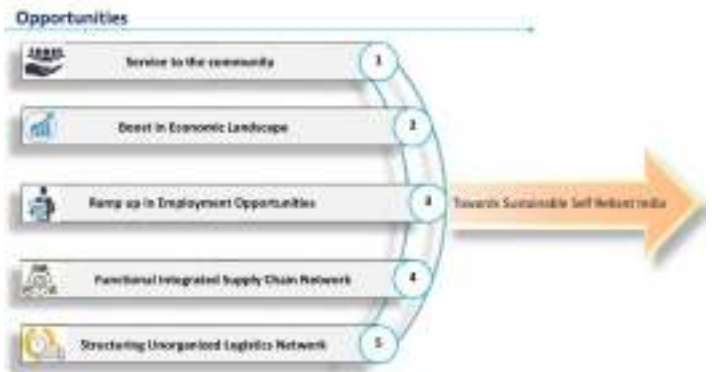 Opportunities
Service to the community
1
Boost in Economic Landscape
2
Ramp up in Employment Opportunities
3
Towards Sustainable Self Reliant India
Functional Integrated Supply Chain Network
4
Structuring Unorganized Logistics Network
5